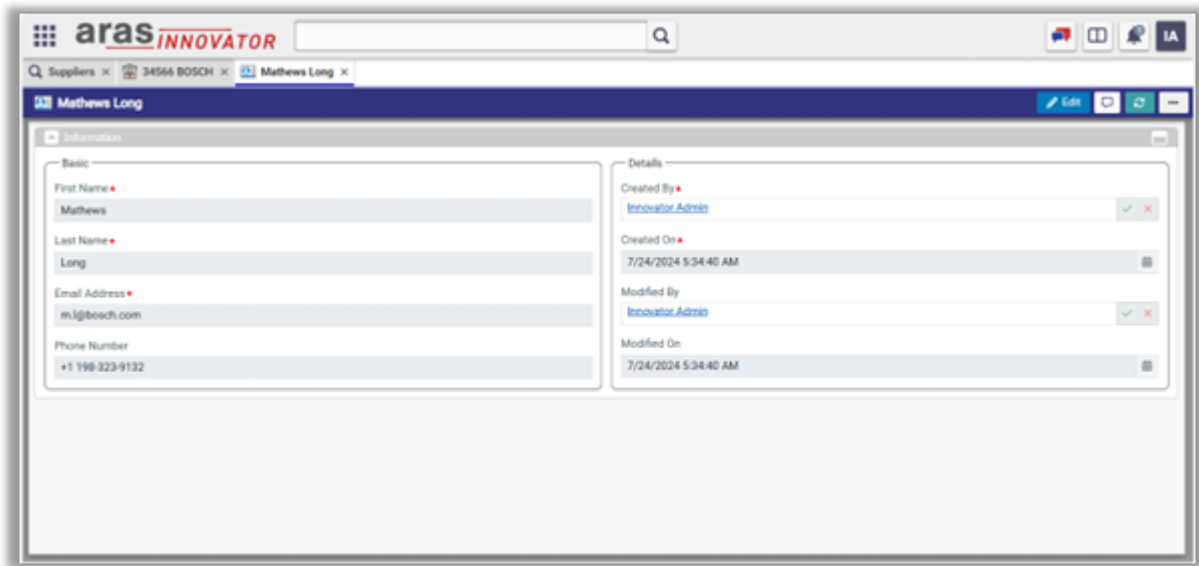 aras INNOVATOR
IA
Suppliers × 34566 BOSCH × Mathews Long ×
Mathews Long
Edit
Information
Basic
First Name•
Mathews
Last Name•
Long
Email Address•
m.l@bosch.com
Phone Number
+1 198-323-9132
Details
Created By•
Innovator Admin
Created On•
7/24/2024 5:34:40 AM
Modified By
Innovator Admin
Modified On
7/24/2024 5:34:40 AM